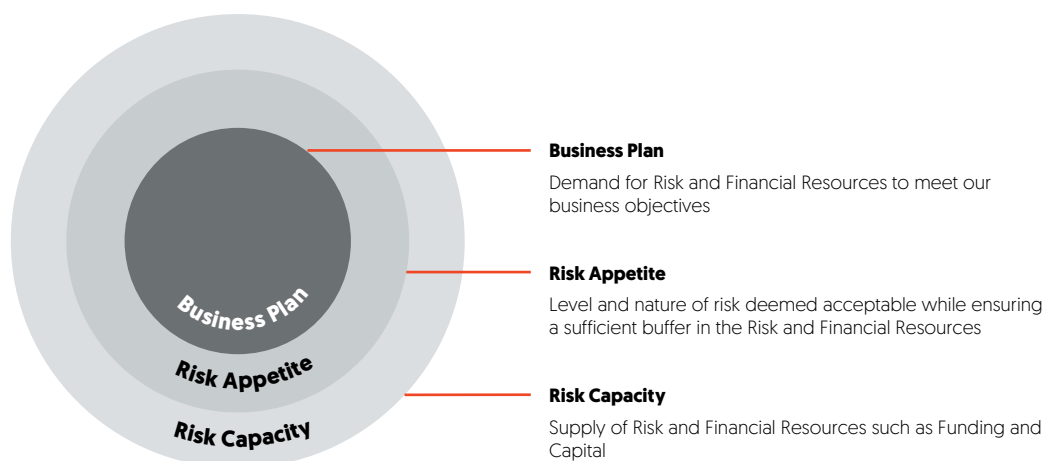 Business Plan
Risk Appetite
Risk Capacity
Business Plan
Demand for Risk and Financial Resources to meet our
business objectives
Risk Appetite
Level and nature of risk deemed acceptable while ensuring
a sufficient buffer in the Risk and Financial Resources
Risk Capacity
Supply of Risk and Financial Resources such as Funding and
Capital